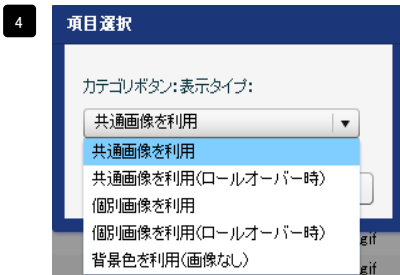 4
項目選択
カテゴリボタン:表示タイプ:
共通画像を利用
共通画像を利用
共通画像を利用(ロールオーバー時)
個別画像を利用
個別画像を利用(ロールオーバー時)
gif
背景色を利用(画像なし)
gif